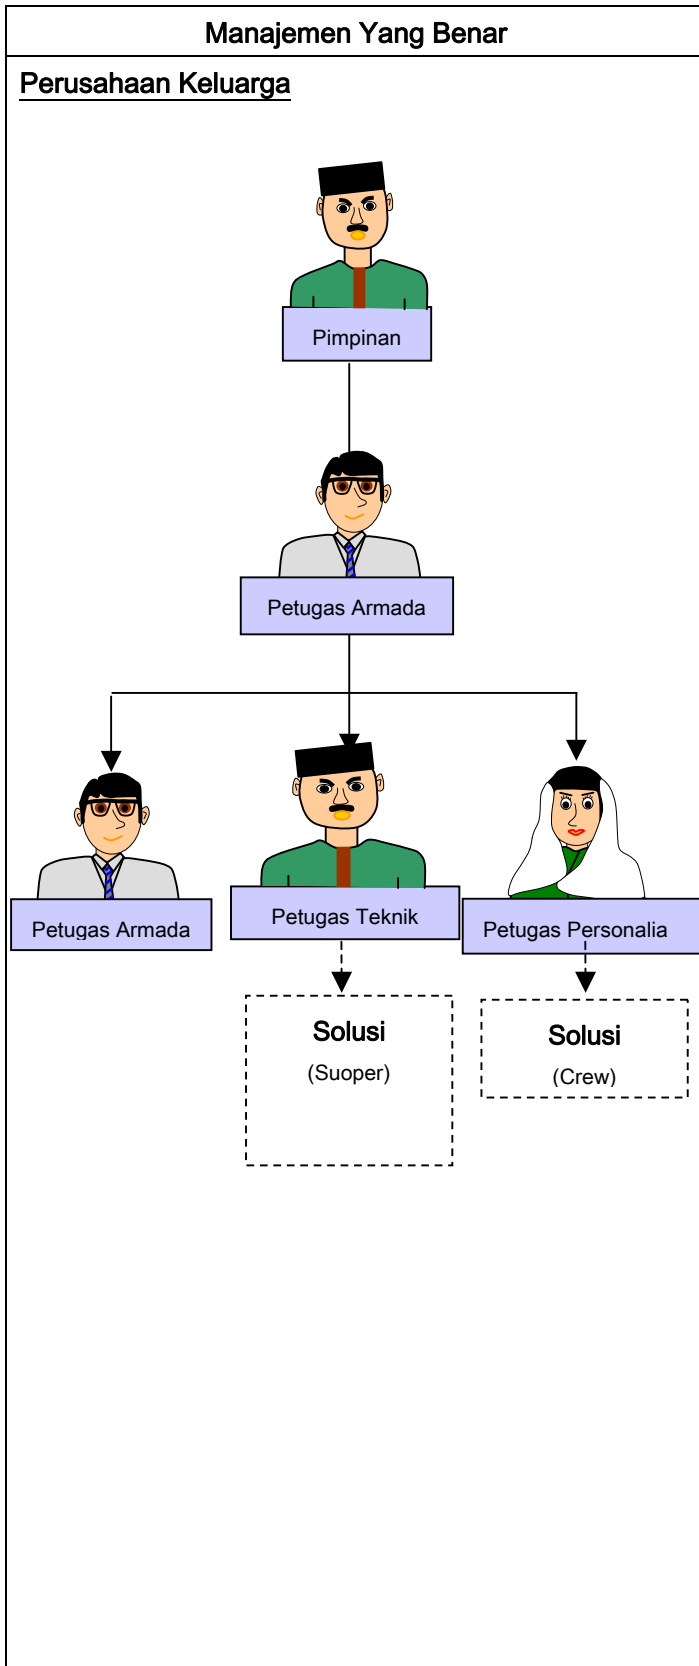 Manajemen Yang Benar
Perusahaan Keluarga
Pimpinan
Petugas Armada
Petugas Armada
Petugas Teknik
Petugas Personalia
Solusi
(Suoper)
Solusi
(Crew)